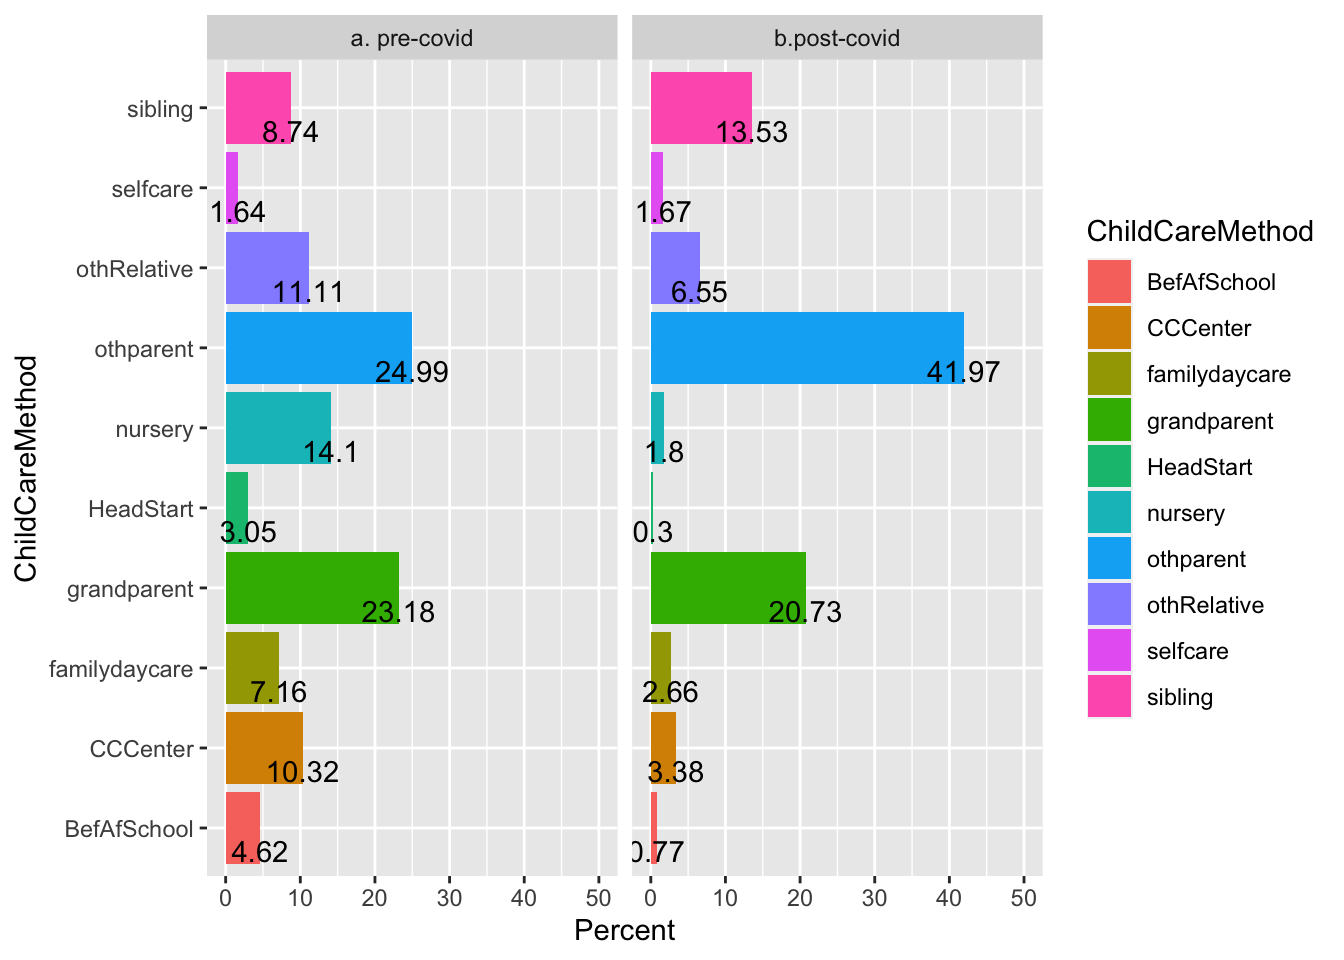 a. pre-covid
b.post-covid
ChildCareMethod
sibling
8.74
13.53
selfcare
1.64
1.67
othRelative
11.11
6.55
othparent
24.99
41.97
nursery
14.1
1.8
HeadStart
3.05
0.3
grandparent
23.18
20.73
familydaycare
7.16
2.66
CCCenter
10.32
3.38
BefAfSchool
4.62
0.77
0 10 20 30 40 50
0 10 20 30 40 50
Percent
ChildCareMethod
BefAfSchool
CCCenter
familydaycare
grandparent
HeadStart
nursery
othparent
othRelative
selfcare
sibling